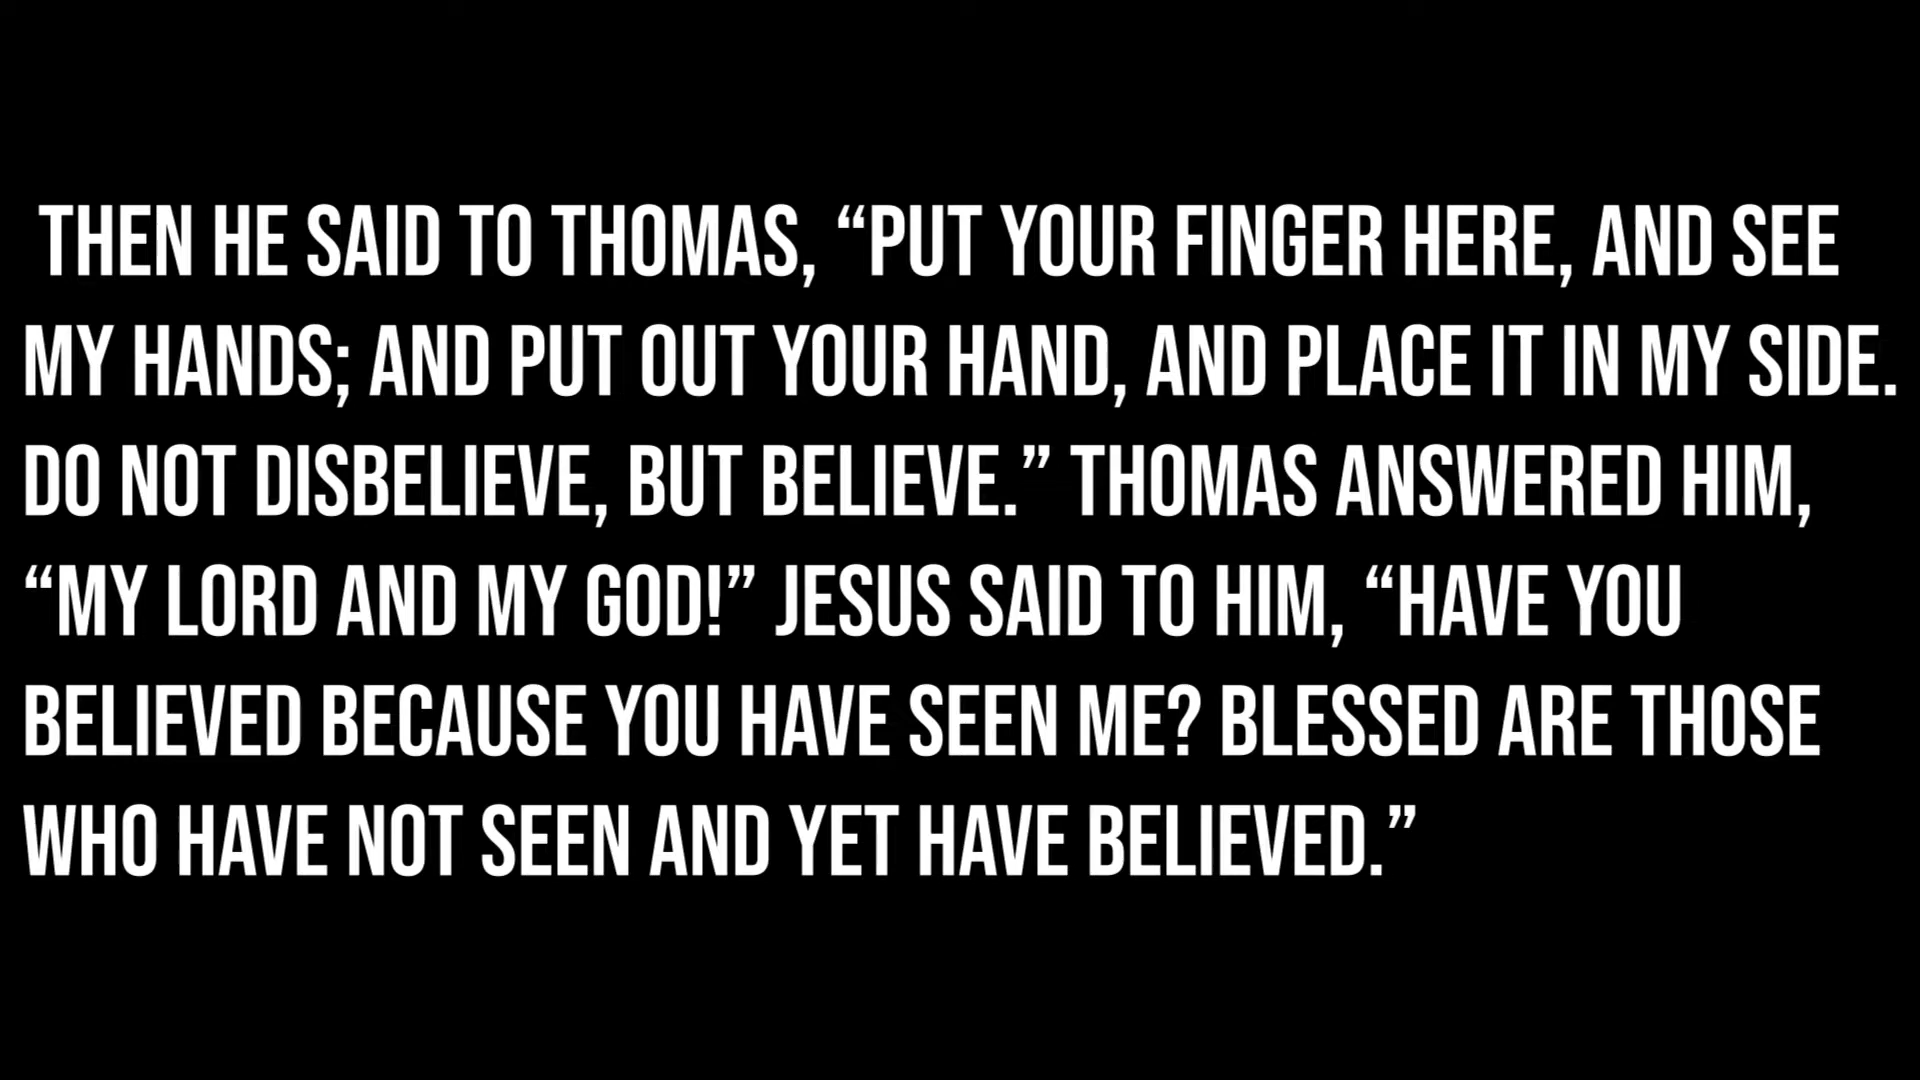 THEN HE SAID TO THOMAS, “PUT YOUR FINGER HERE, AND SEE
MY HANDS; AND PUT OUT YOUR HAND, AND PLACE IT IN MY SIDE.
DO NOT DISBELIEVE, BUT BELIEVE.” THOMAS ANSWERED HIM,
“MY LORD AND MY GOD!” JESUS SAID TO HIM, “HAVE YOU
BELIEVED BECAUSE YOU HAVE SEEN ME? BLESSED ARE THOSE
WHO HAVE NOT SEEN AND YET HAVE BELIEVED.”